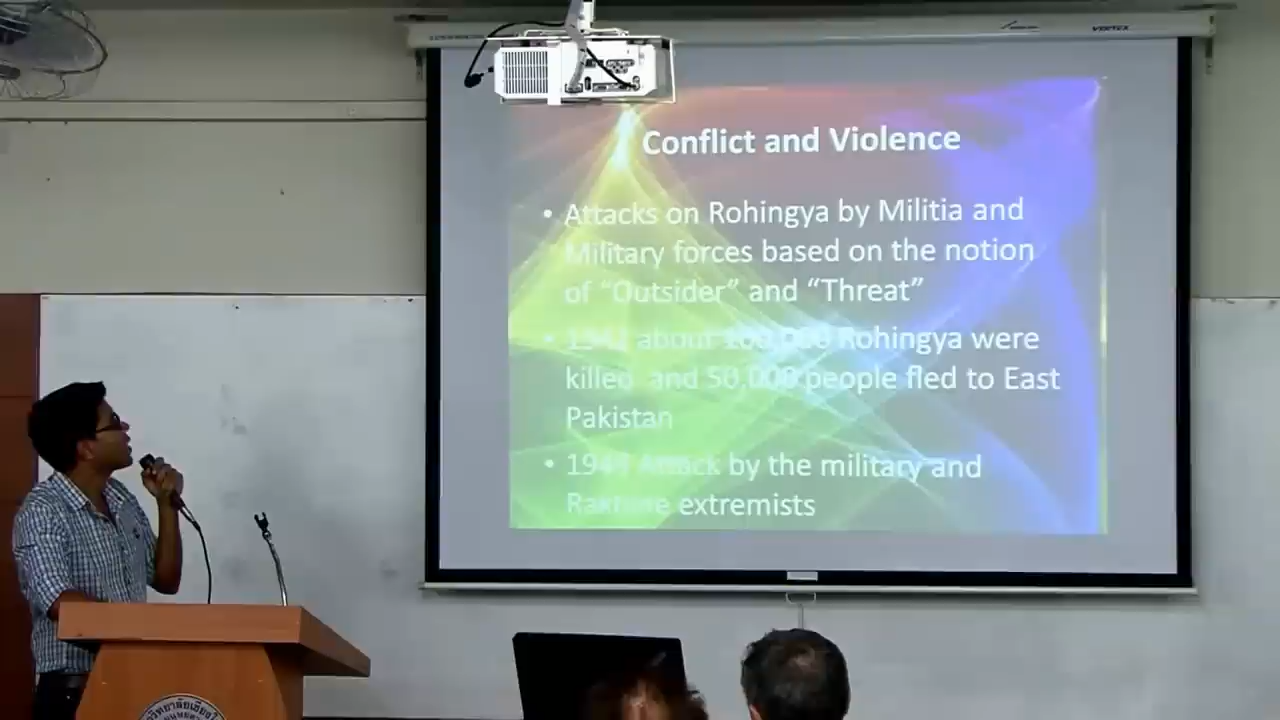 VERTEX
Conflict and Violence
• Attacks on Rohingya by Militia and
Military forces based on the notion
of “Outsider” and “Threat”
• about 100,000 Rohingya were
killed and 50,000 people fled to East
Pakistan
• Attack by the military and
Rakhine extremists